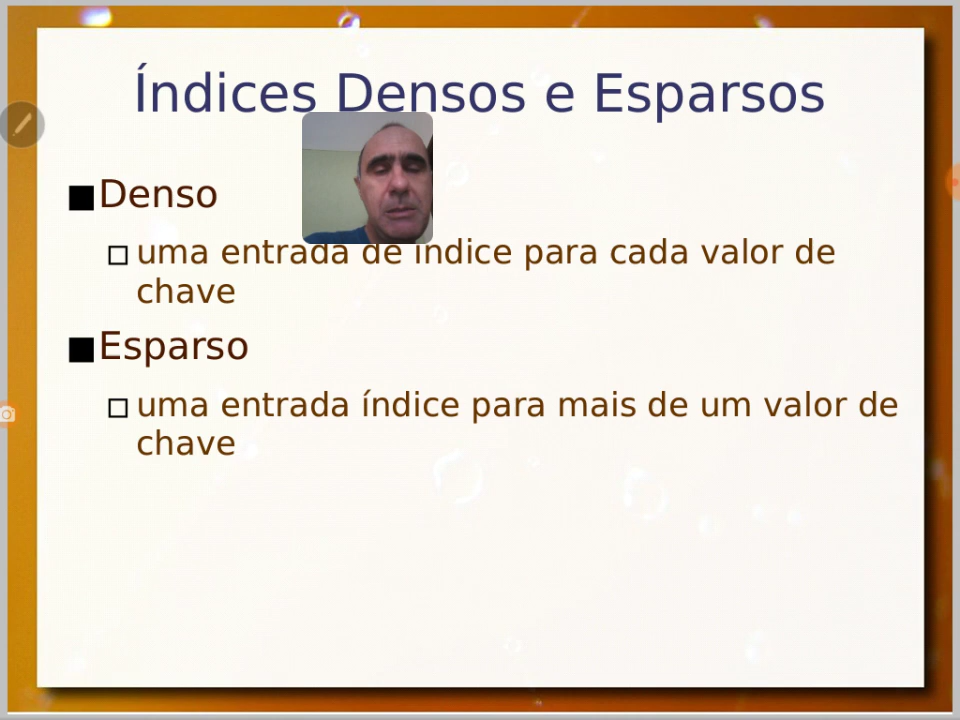 Índices Densos e Esparsos
Denso
uma entrada de índice para cada valor de
chave
Esparso
uma entrada índice para mais de um valor de
chave